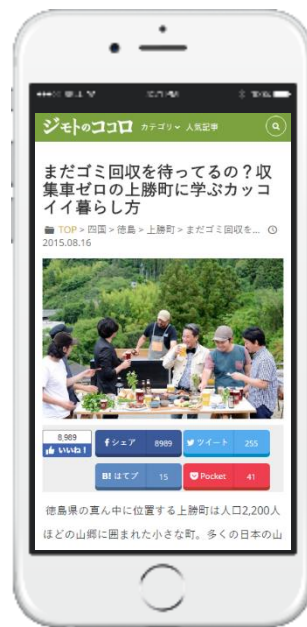 ジモトのココロ カテゴリ 人気記事
まだゴミ回収を待ってるの？収
集車ゼロの上勝町に学ぶカッコ
イイ暮らし方
TOP > 四国 > 徳島 > 上勝町 > まだゴミ回収を...
2015.08.16
8,989
いいね！
f シェア 8989
ツイート 255
B! はてブ 15
Pocket 41
徳島県の真ん中に位置する上勝町は人口2,200人
ほどの山郷に囲まれた小さな町。多くの日本の山